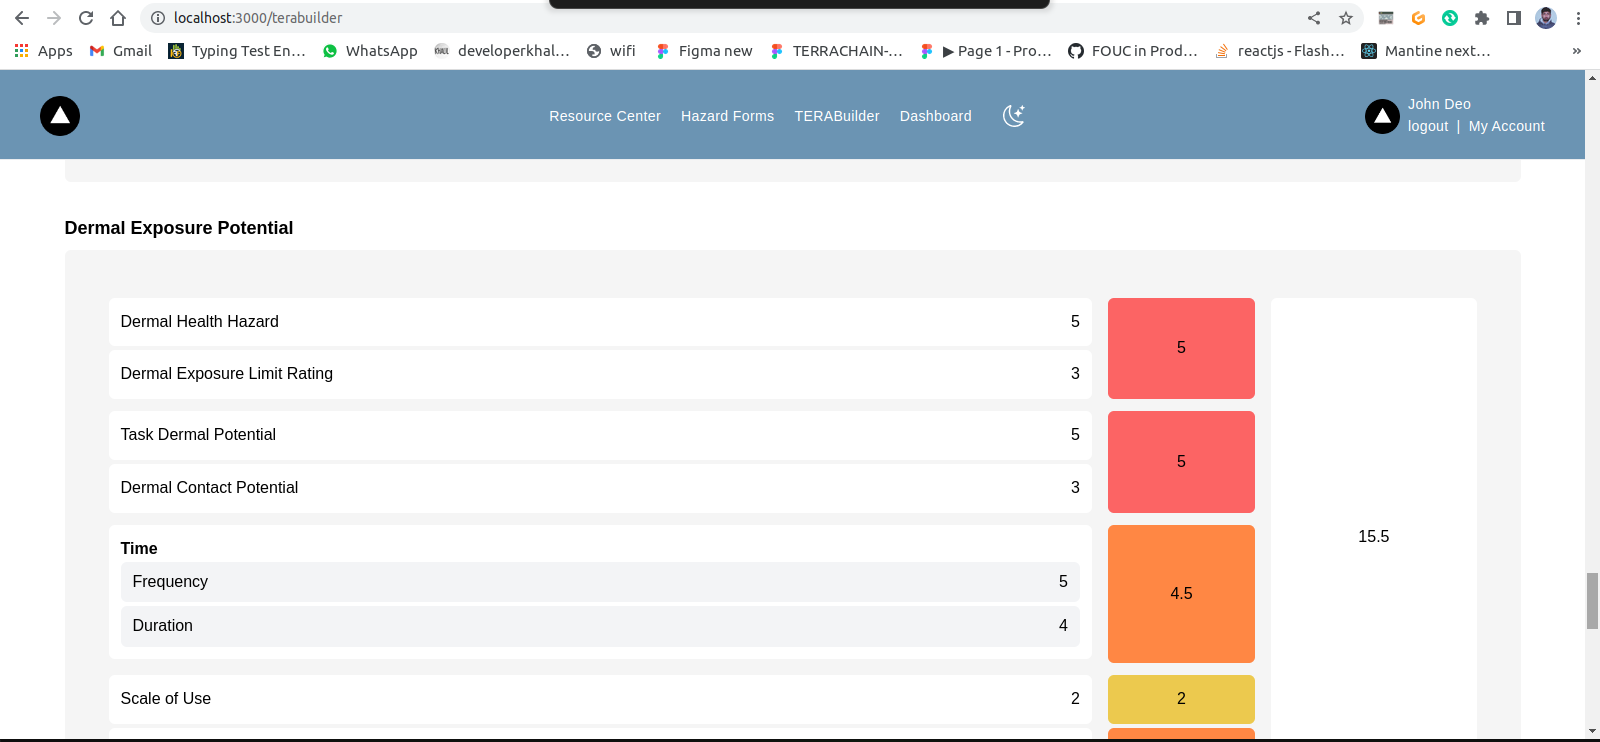 localhost:3000/terabuilder
Apps Gmail Typing Test En... WhatsApp developerkhal... wifi Figma new TERRACHAIN-... ▶ Page 1 - Pro... FOUC in Prod... reactjs - Flash... Mantine next... »
Resource Center Hazard Forms TERABuilder Dashboard
John Deo
logout | My Account
Dermal Exposure Potential
Dermal Health Hazard 5
5
Dermal Exposure Limit Rating 3
Task Dermal Potential 5
5
Dermal Contact Potential 3
15.5
Time
Frequency 5
4.5
Duration 4
Scale of Use 2 2